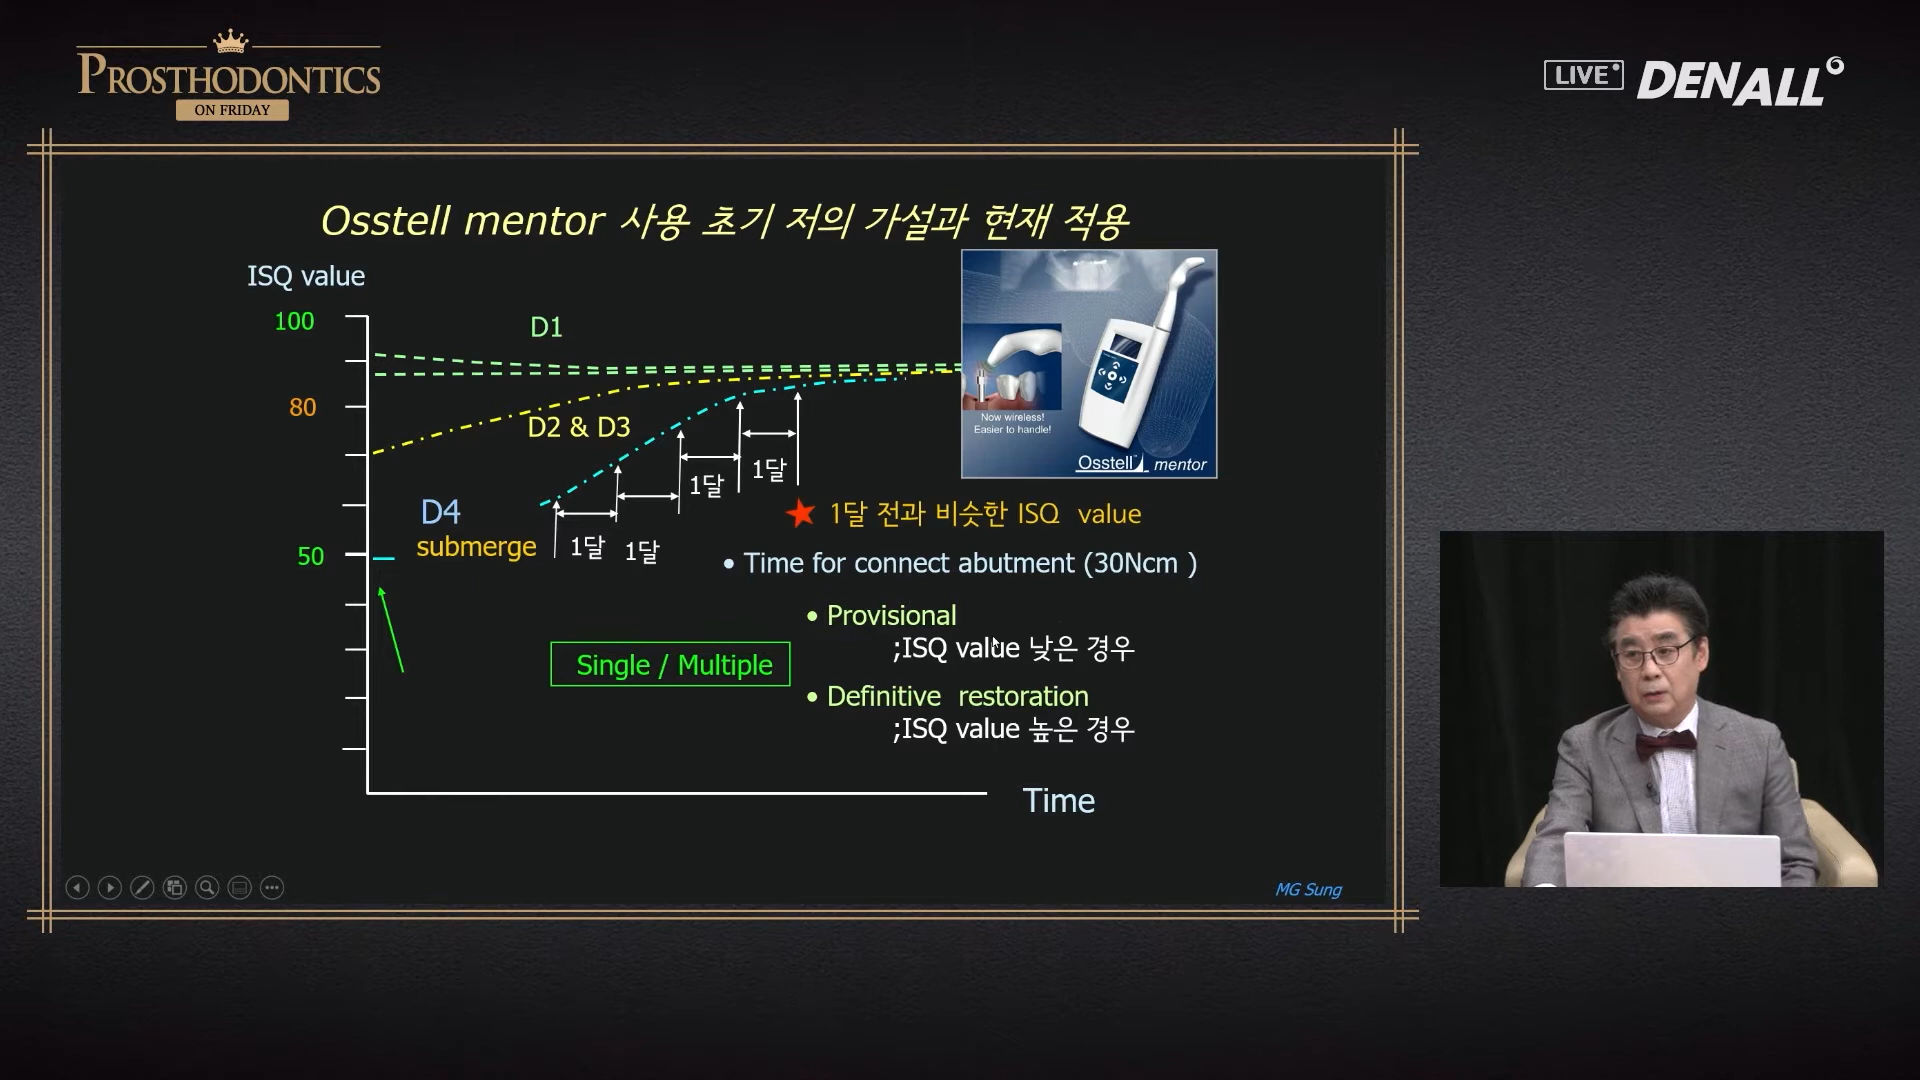 PROSTHODONTICS
ON FRIDAY
LIVE
DENALL
Osstell mentor 사용 초기 저의 가설과 현재 적용
ISQ value
100
D1
80
D2 & D3
Now wireless!
Easier to handle!
Osstell mentor
1달
1달
D4
submerge
1달
1달
50
★ 1달 전과 비슷한 ISQ value
• Time for connect abutment (30Ncm )
• Provisional
;ISQ value 낮은 경우
Single / Multiple
• Definitive restoration
;ISQ value 높은 경우
Time
MG Sung